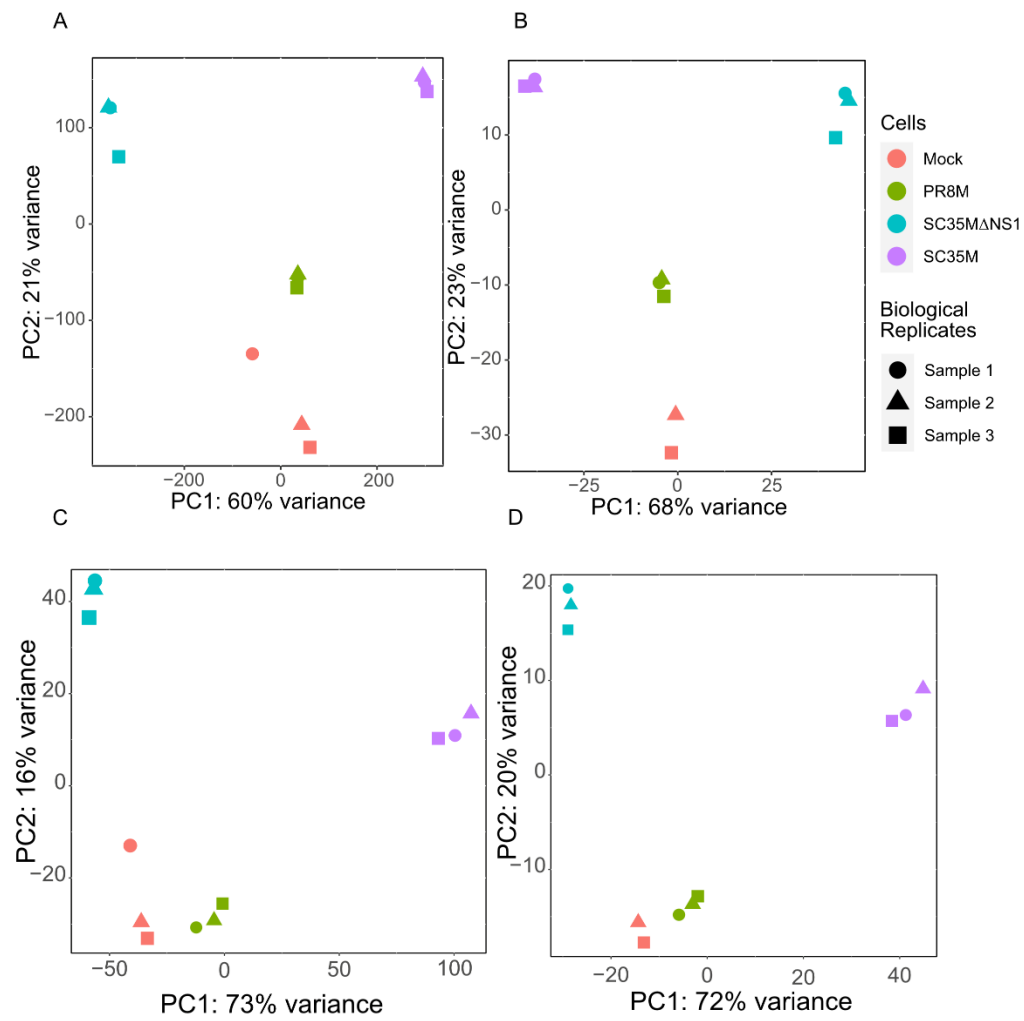 A
PC2: 21% variance
100
0
−100
−200
−200
0
200
PC1: 60% variance
B
PC2: 23% variance
10
0
−10
−20
−30
−25
0
25
PC1: 68% variance
Cells
Mock
PR8M
SC35MΔNS1
SC35M
Biological
Replicates
Sample 1
Sample 2
Sample 3
C
PC2: 16% variance
40
20
0
−20
−50
0
50
100
PC1: 73% variance
D
PC2: 20% variance
20
10
0
−10
−20
0
20
40
PC1: 72% variance